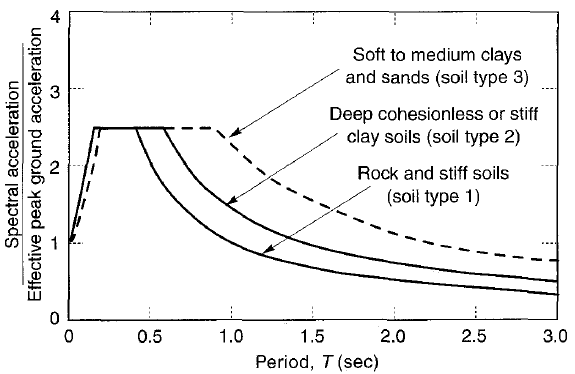 4
3
2
1
0
Spectral acceleration
Effective peak ground acceleration
Soft to medium clays
and sands (soil type 3)
Deep cohesionless or stiff
clay soils (soil type 2)
Rock and stiff soils
(soil type 1)
0 0.5 1.0 1.5 2.0 2.5 3.0
Period, T (sec)